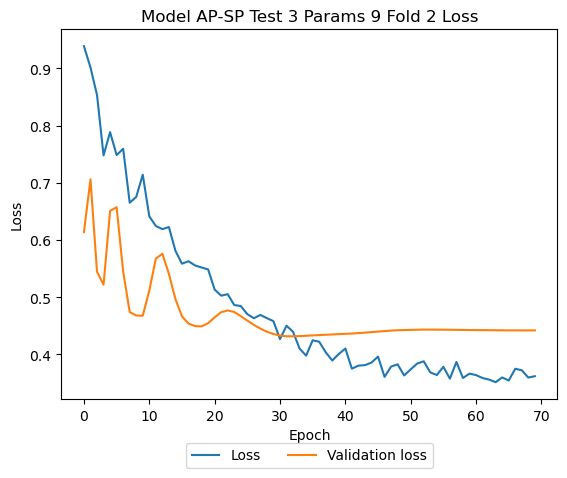 Model AP-SP Test 3 Params 9 Fold 2 Loss
0.9
0.8
0.7
0.6
0.5
0.4
Loss
0 10 20 30 40 50 60 70
Epoch
Loss Validation loss